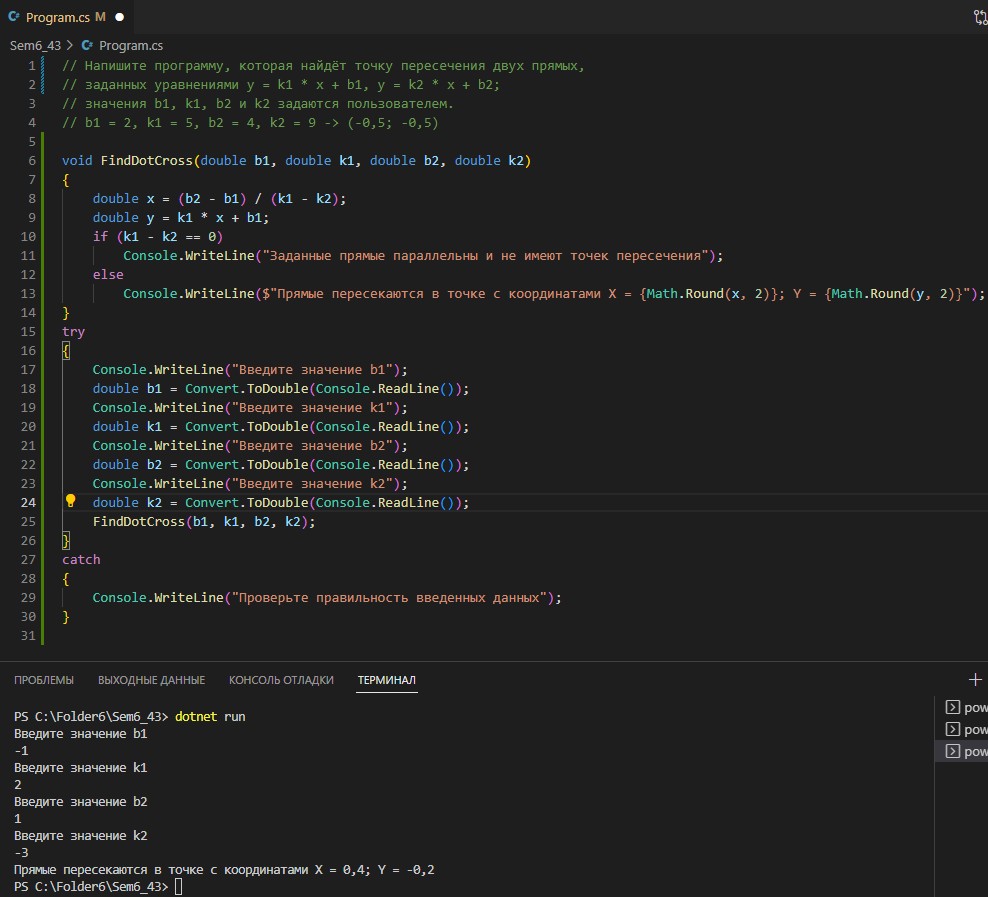 Program.cs M
Sem6_43 > Program.cs
1 // Напишите программу, которая найдёт точку пересечения двух прямых,
2 // заданных уравнениями y = k1 * x + b1, y = k2 * x + b2;
3 // значения b1, k1, b2 и k2 задаются пользователем.
4 // b1 = 2, k1 = 5, b2 = 4, k2 = 9 -> (-0,5; -0,5)
5
6 void FindDotCross(double b1, double k1, double b2, double k2)
7 {
8 double x = (b2 - b1) / (k1 - k2);
9 double y = k1 * x + b1;
10 if (k1 - k2 == 0)
11 Console.WriteLine("Заданные прямые параллельны и не имеют точек пересечения");
12 else
13 Console.WriteLine($"Прямые пересекаются в точке с координатами X = {Math.Round(x, 2)}; Y = {Math.Round(y, 2)}");
14 }
15 try
16 {
17 Console.WriteLine("Введите значение b1");
18 double b1 = Convert.ToDouble(Console.ReadLine());
19 Console.WriteLine("Введите значение k1");
20 double k1 = Convert.ToDouble(Console.ReadLine());
21 Console.WriteLine("Введите значение b2");
22 double b2 = Convert.ToDouble(Console.ReadLine());
23 Console.WriteLine("Введите значение k2");
24 double k2 = Convert.ToDouble(Console.ReadLine());
25 FindDotCross(b1, k1, b2, k2);
26 }
27 catch
28 {
29 Console.WriteLine("Проверьте правильность введенных данных");
30 }
31
ПРОБЛЕМЫ ВЫХОДНЫЕ ДАННЫЕ КОНСОЛЬ ОТЛАДКИ ТЕРМИНАЛ
PS C:\Folder6\Sem6_43> dotnet run
Введите значение b1
-1
Введите значение k1
2
Введите значение b2
1
Введите значение k2
-3
Прямые пересекаются в точке с координатами X = 0,4; Y = -0,2
PS C:\Folder6\Sem6_43>
pow
pow
pow